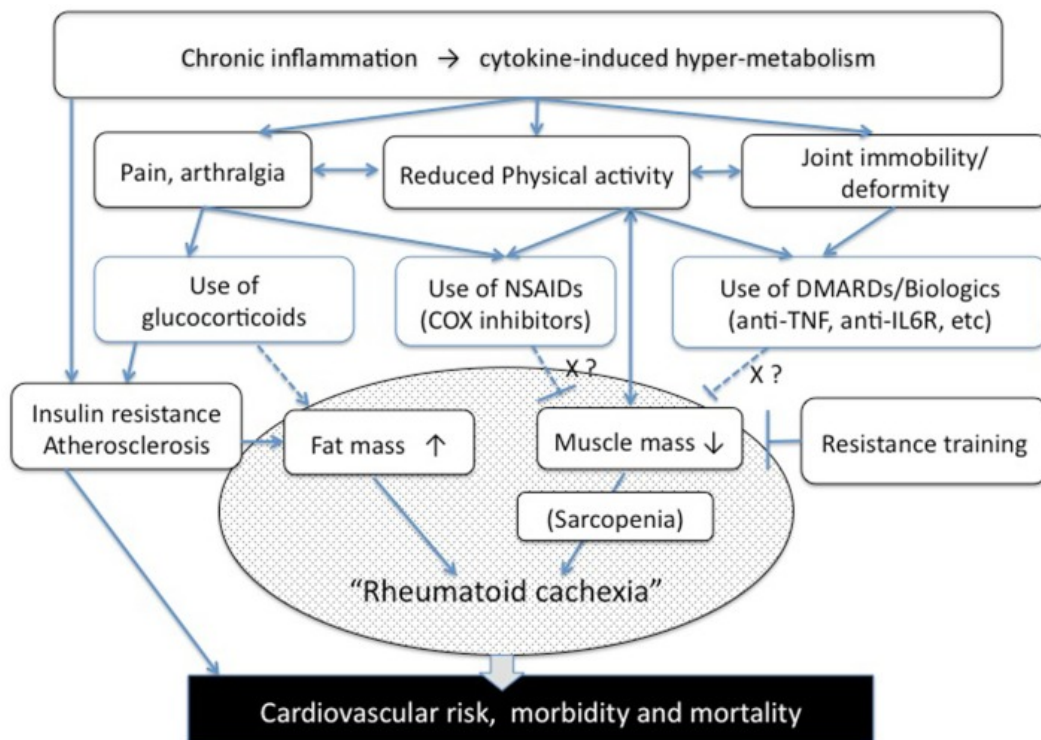 Chronic inflammation → cytokine-induced hyper-metabolism
Pain, arthralgia
Reduced Physical activity
Joint immobility/
deformity
Use of
glucocorticoids
Use of NSAIDs
(COX inhibitors)
Use of DMARDs/Biologics
(anti-TNF, anti-IL6R, etc)
X ?
X ?
Insulin resistance
Atherosclerosis
Fat mass ↑
Muscle mass ↓
Resistance training
(Sarcopenia)
“Rheumatoid cachexia”
Cardiovascular risk, morbidity and mortality